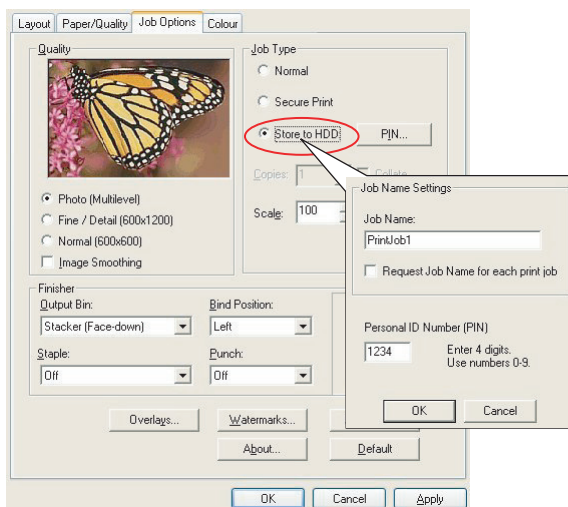 Layout Paper/Quality Job Options Colour
Quality
Photo (Multilevel)
Fine / Detail (600x1200)
Normal (600x600)
Image Smoothing
Job Type
Normal
Secure Print
Store to HDD PIN...
Copies: 1 Collate
Scale: 100
Job Name Settings
Job Name:
PrintJob1
Request Job Name for each print job
Personal ID Number (PIN)
1234 Enter 4 digits.
Use numbers 0-9.
OK Cancel
Finisher
Output Bin: Bind Position:
Stacker (Face-down) Left
Staple: Punch:
Off Off
Overlays... Watermarks...
About... Default
OK Cancel Apply